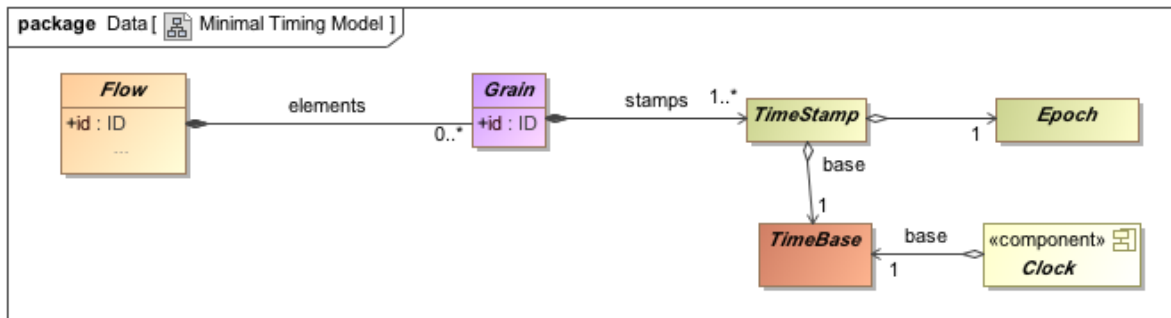 package Data [ Minimal Timing Model ]
Flow
+id : ID
...
elements
0..*
Grain
+id : ID
stamps
1..*
TimeStamp
1
Epoch
base
1
TimeBase
base
1
«component»
Clock